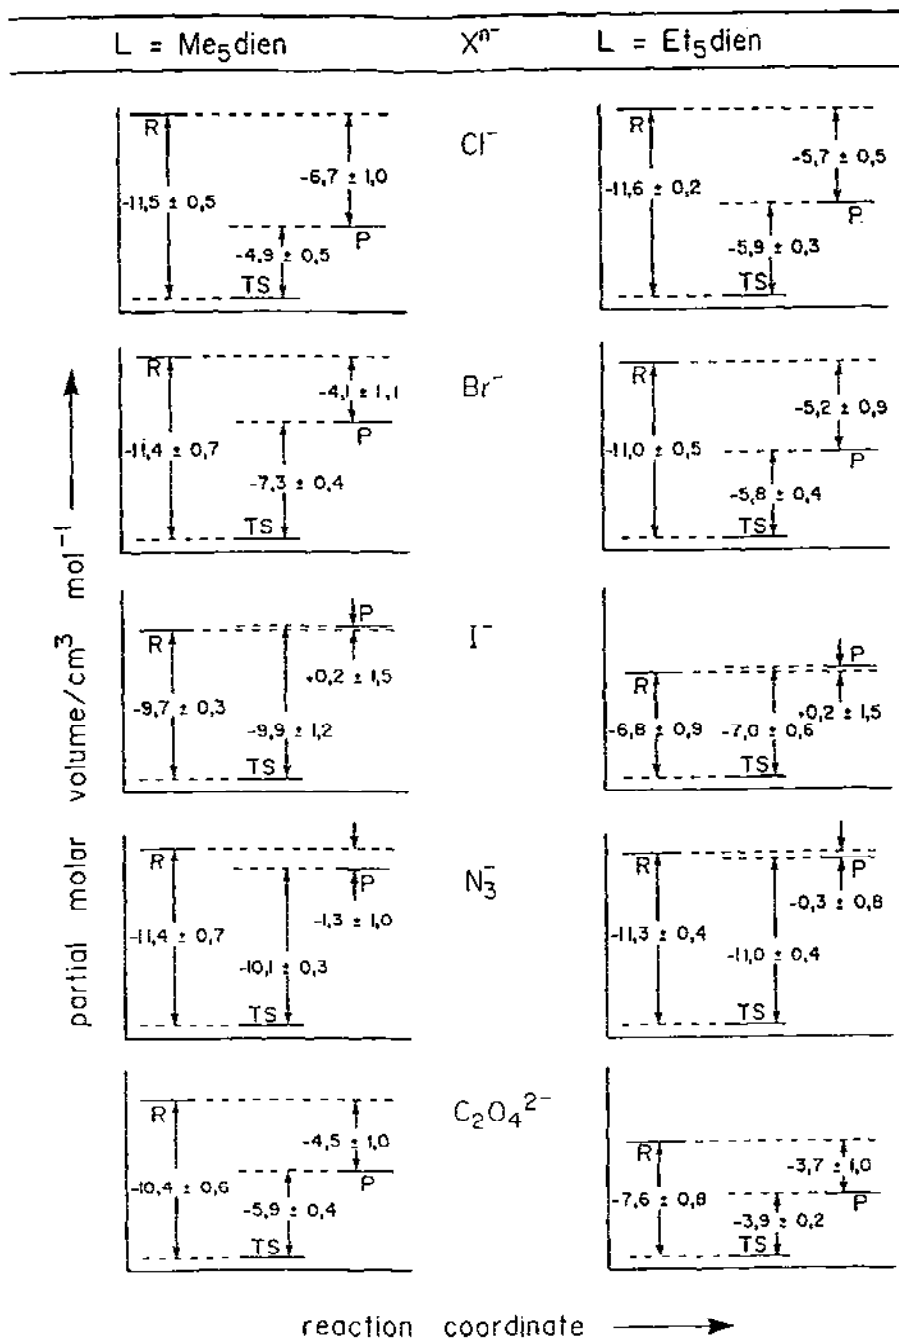 L = Me5dien Xⁿ⁻ L = Et5dien
R
-11,5 ± 0,5
-6,7 ± 1,0
P
-4,9 ± 0,5
TS
Cl⁻
R
-11,6 ± 0,2
-5,7 ± 0,5
P
-5,9 ± 0,3
TS
R
-11,4 ± 0,7
-4,1 ± 1,1
P
-7,3 ± 0,4
TS
Br⁻
R
-11,0 ± 0,5
-5,2 ± 0,9
P
-5,8 ± 0,4
TS
P
R
+0,2 ± 1,5
-9,7 ± 0,3
-9,9 ± 1,2
TS
I⁻
P
R
+0,2 ± 1,5
-6,8 ± 0,9
-7,0 ± 0,6
TS
R
P
-1,3 ± 1,0
-11,4 ± 0,7
-10,1 ± 0,3
TS
N3⁻
R
P
-0,3 ± 0,8
-11,3 ± 0,4
-11,0 ± 0,4
TS
R
-4,5 ± 1,0
P
-10,4 ± 0,6
-5,9 ± 0,4
TS
C2O4²⁻
R
-3,7 ± 1,0
P
-7,6 ± 0,8
-3,9 ± 0,2
TS
partial molar volume/cm³ mol⁻¹
reaction coordinate